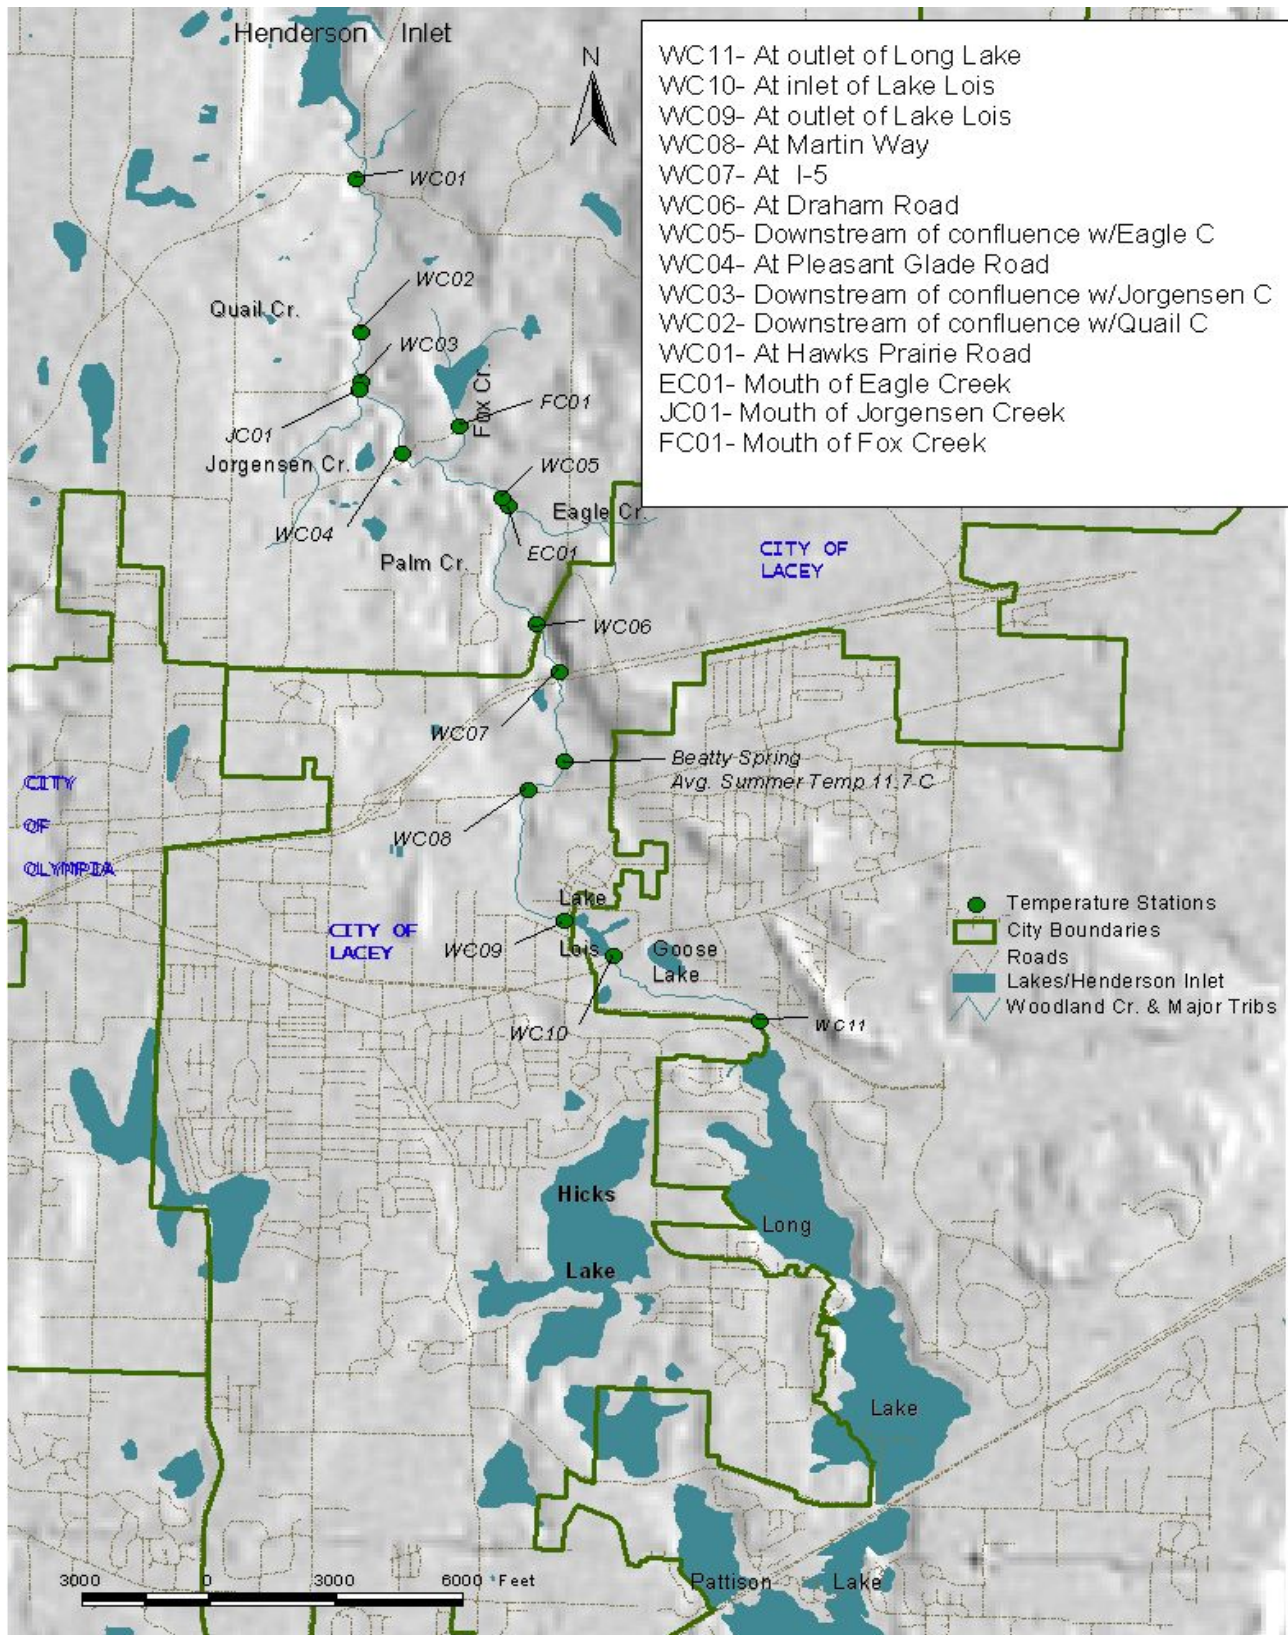 Henderson Inlet
N
WC11- At outlet of Long Lake
WC10- At inlet of Lake Lois
WC09- At outlet of Lake Lois
WC08- At Martin Way
WC07- At I-5
WC06- At Draham Road
WC05- Downstream of confluence w/Eagle C
WC04- At Pleasant Glade Road
WC03- Downstream of confluence w/Jorgensen C
WC02- Downstream of confluence w/Quail C
WC01- At Hawks Prairie Road
EC01- Mouth of Eagle Creek
JC01- Mouth of Jorgensen Creek
FC01- Mouth of Fox Creek
WC01
WC02
Quail Cr.
WC03
Fox Cr.
FC01
JC01
Jorgensen Cr.
WC05
Eagle Cr
WC04
EC01
Palm Cr.
CITY OF
LACEY
WC06
WC07
Beatty Spring
Avg. Summer Temp 11.7 C
CITY
OF
OLYMPIA
WC08
Lake
Lois
CITY OF
LACEY
WC09
Goose
Lake
WC10
WC11
Temperature Stations
City Boundaries
Roads
Lakes/Henderson Inlet
Woodland Cr. & Major Tribs
Hicks
Lake
Long
Lake
Pattison Lake
3000 0 3000 6000 Feet